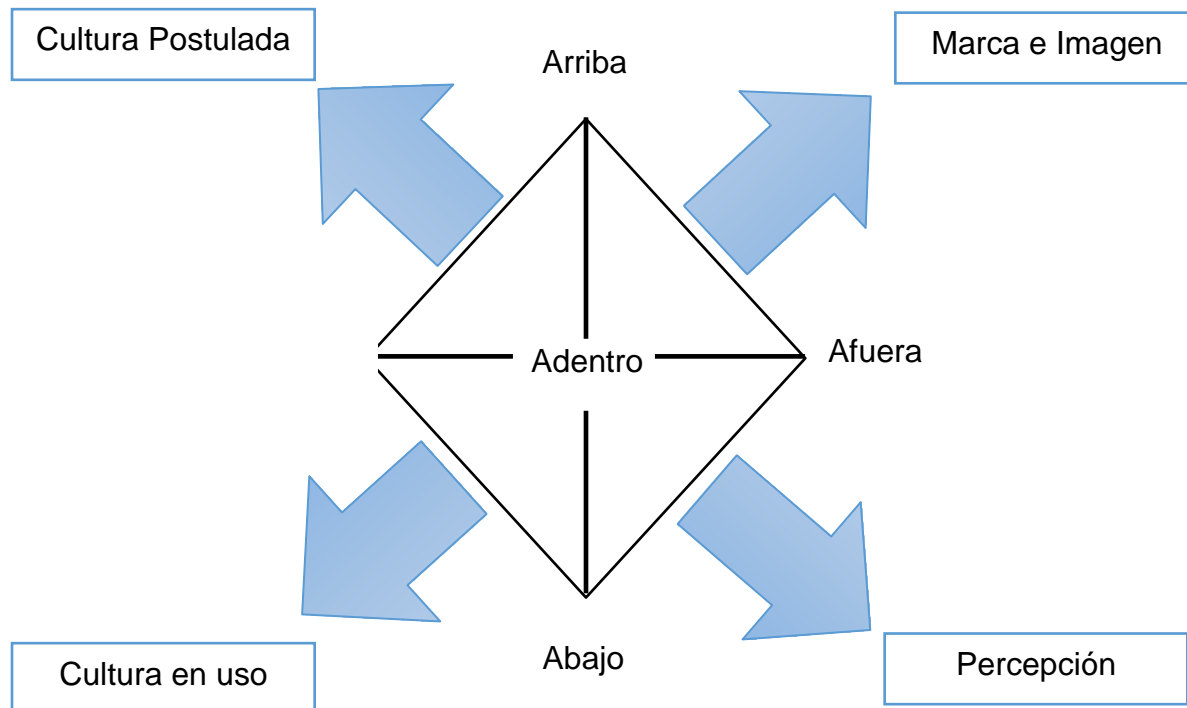 Cultura Postulada
Marca e Imagen
Arriba
Adentro
Afuera
Abajo
Cultura en uso
Percepción